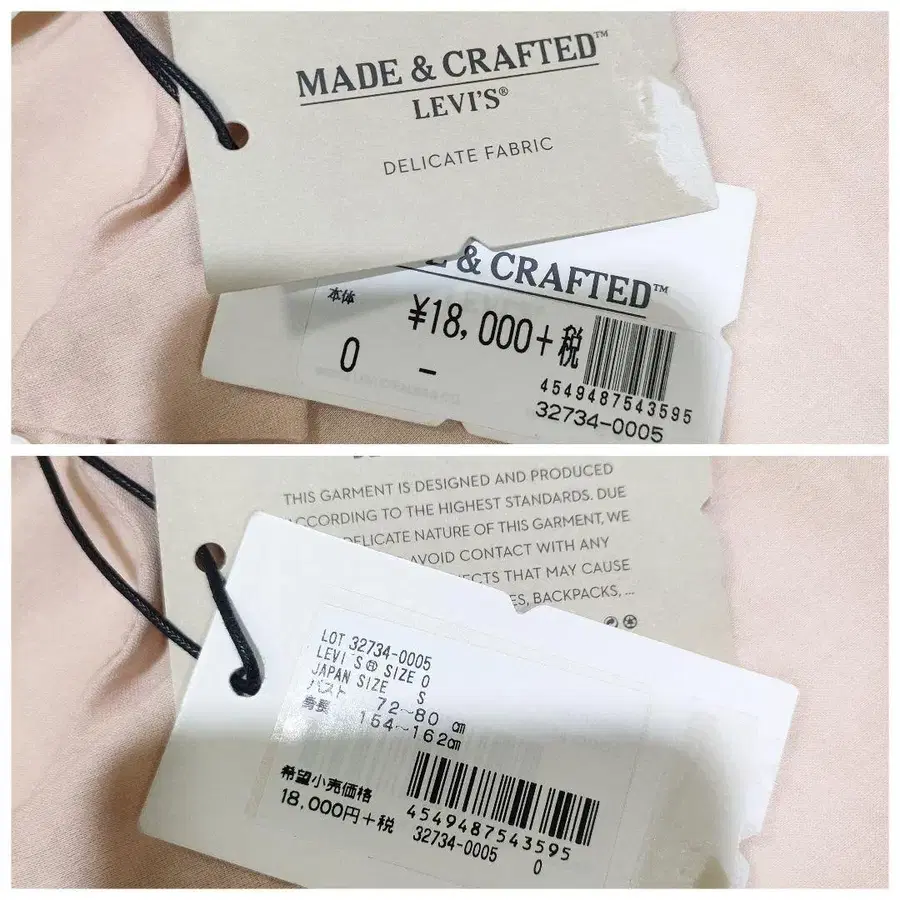 MADE & CRAFTED™
LEVI'S®
DELICATE FABRIC
E & CRAFTED™
本体
¥18,000+税
0 -
4549487543595
32734-0005
THIS GARMENT IS DESIGNED AND PRODUCED
ACCORDING TO THE HIGHEST STANDARDS. DUE
DELICATE NATURE OF THIS GARMENT, WE
AVOID CONTACT WITH ANY
ECTS THAT MAY CAUSE
ES, BACKPACKS, ...
LOT 32734-0005
LEVI'S® SIZE 0
JAPAN SIZE S
バスト 72~80 cm
身長 154~162cm
希望小売価格
18,000円+税
4549487543595
32734-0005 0